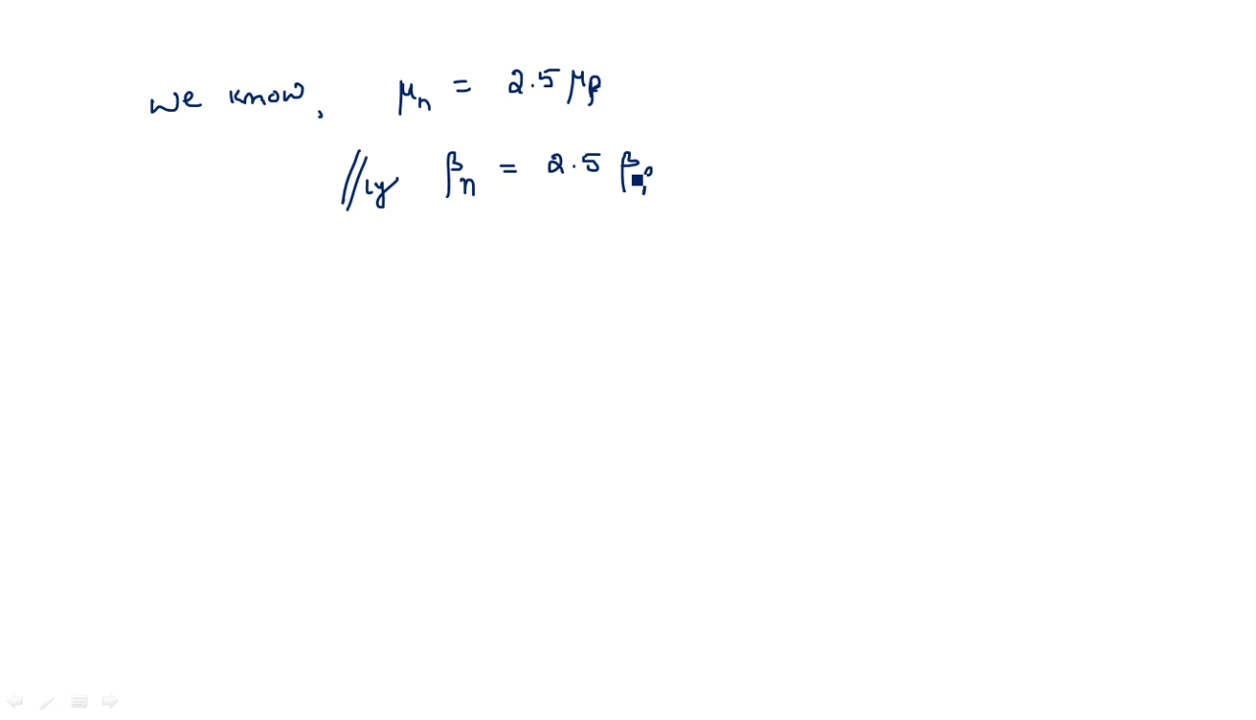 we know, μn = 2.5 μp
//ly βn = 2.5 βp